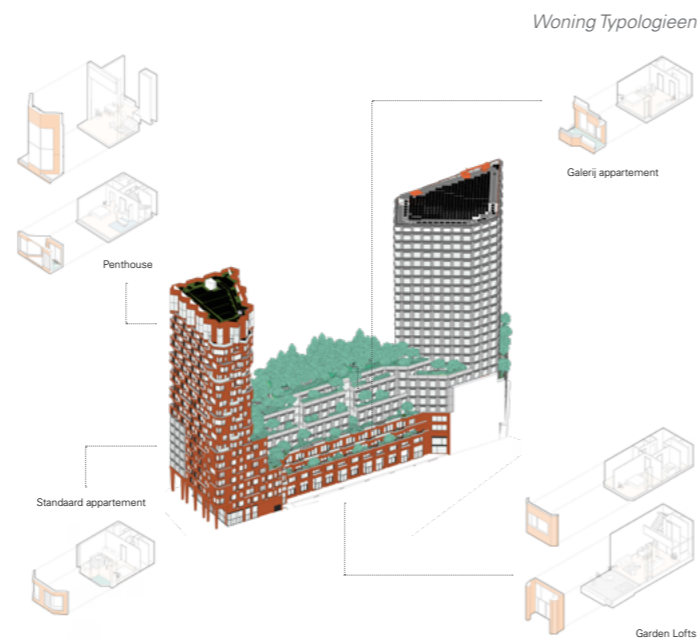 Woning Typologieen
Galerij appartement
Penthouse
Standaard appartement
Garden Lofts